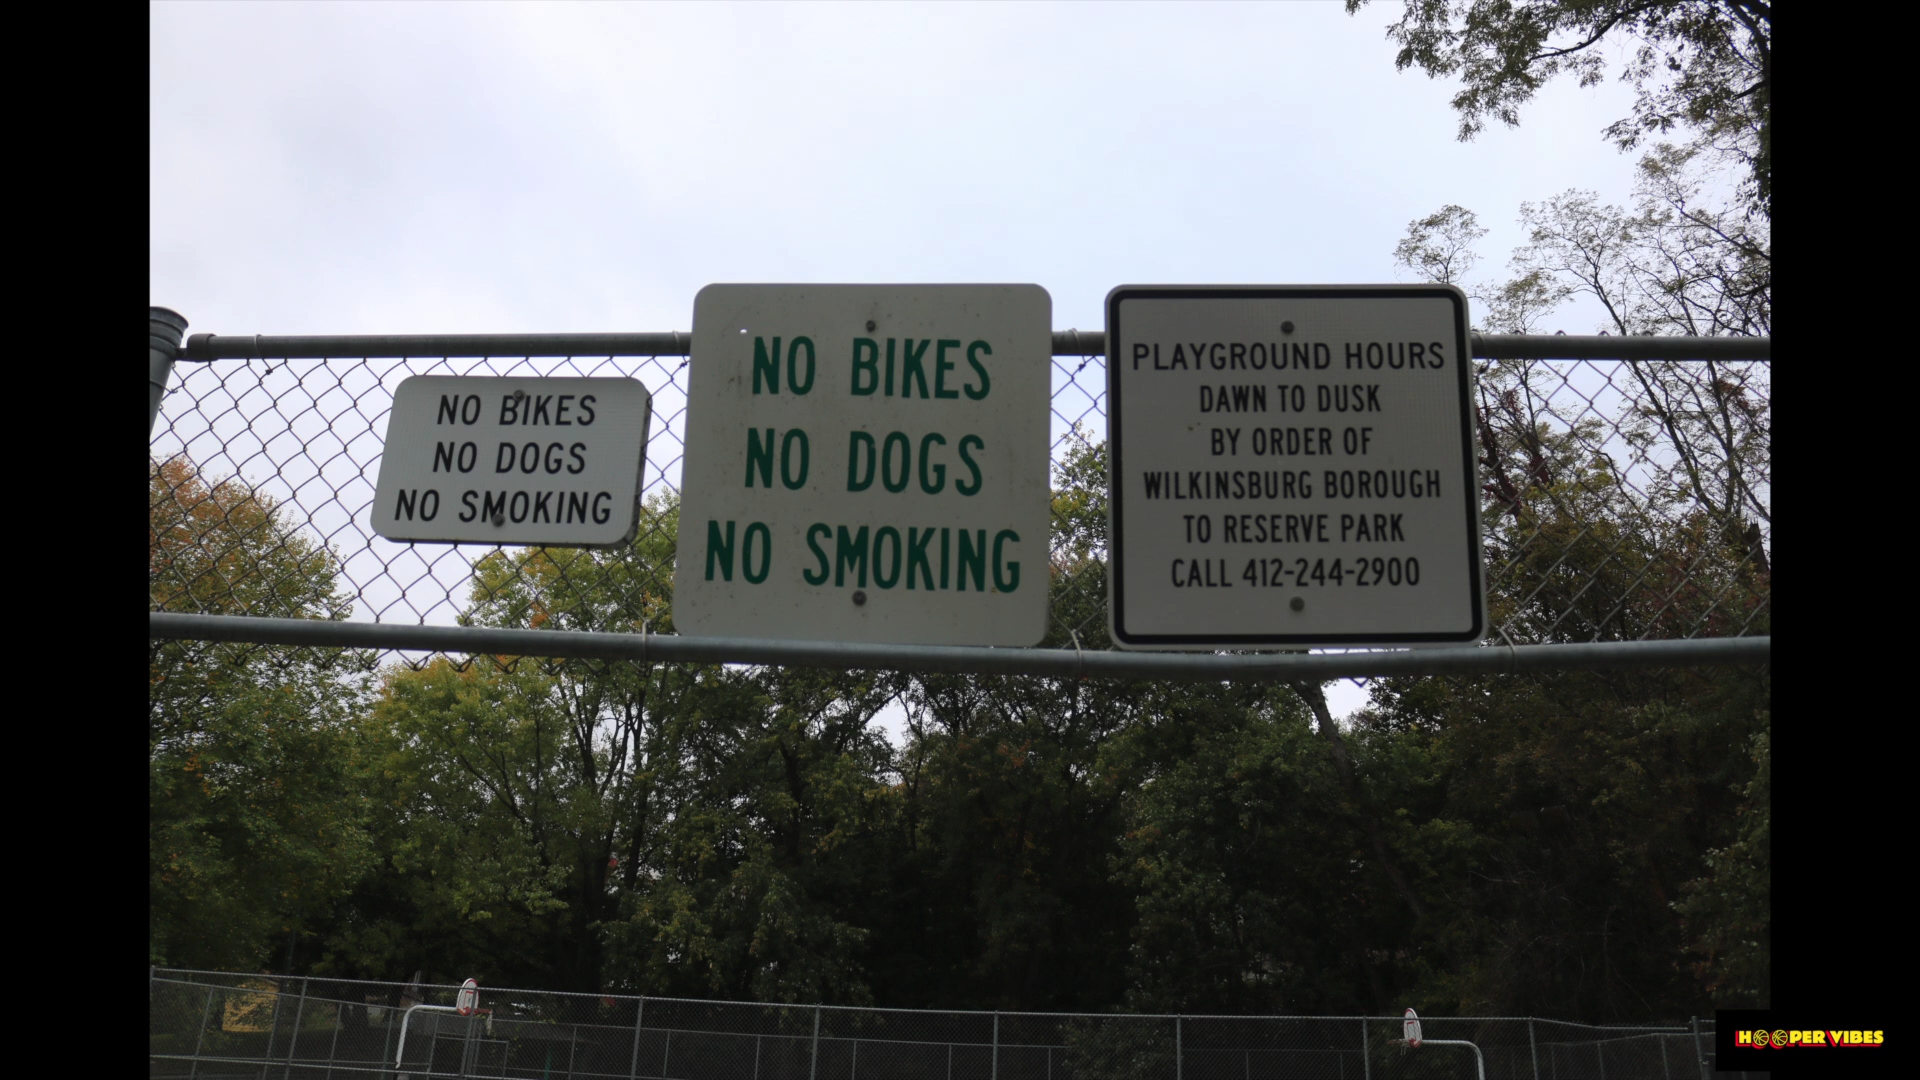 NO BIKES
NO DOGS
NO SMOKING
NO BIKES
NO DOGS
NO SMOKING
PLAYGROUND HOURS
DAWN TO DUSK
BY ORDER OF
WILKINSBURG BOROUGH
TO RESERVE PARK
CALL 412-244-2900
HOOPER VIBES